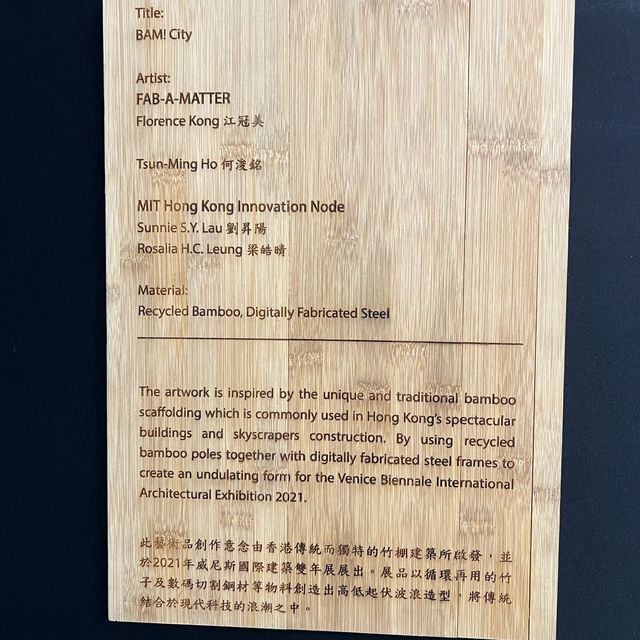 Title:
BAM! City
Artist:
FAB-A-MATTER
Florence Kong 江冠美
Tsun-Ming Ho 何浚銘
MIT Hong Kong Innovation Node
Sunnie S.Y. Lau 劉昇陽
Rosalia H.C. Leung 梁皓晴
Material:
Recycled Bamboo, Digitally Fabricated Steel
The artwork is inspired by the unique and traditional bamboo
scaffolding which is commonly used in Hong Kong's spectacular
buildings and skyscrapers construction. By using recycled
bamboo poles together with digitally fabricated steel frames to
create an undulating form for the Venice Biennale International
Architectural Exhibition 2021.
此藝術品創作意念由香港傳統而獨特的竹棚建築所啟發，並
於2021年威尼斯國際建築雙年展展出。展品以循環再用的竹
子及數碼切割鋼材等物料創造出高低起伏波浪造型，將傳統
結合於現代科技的浪潮之中。